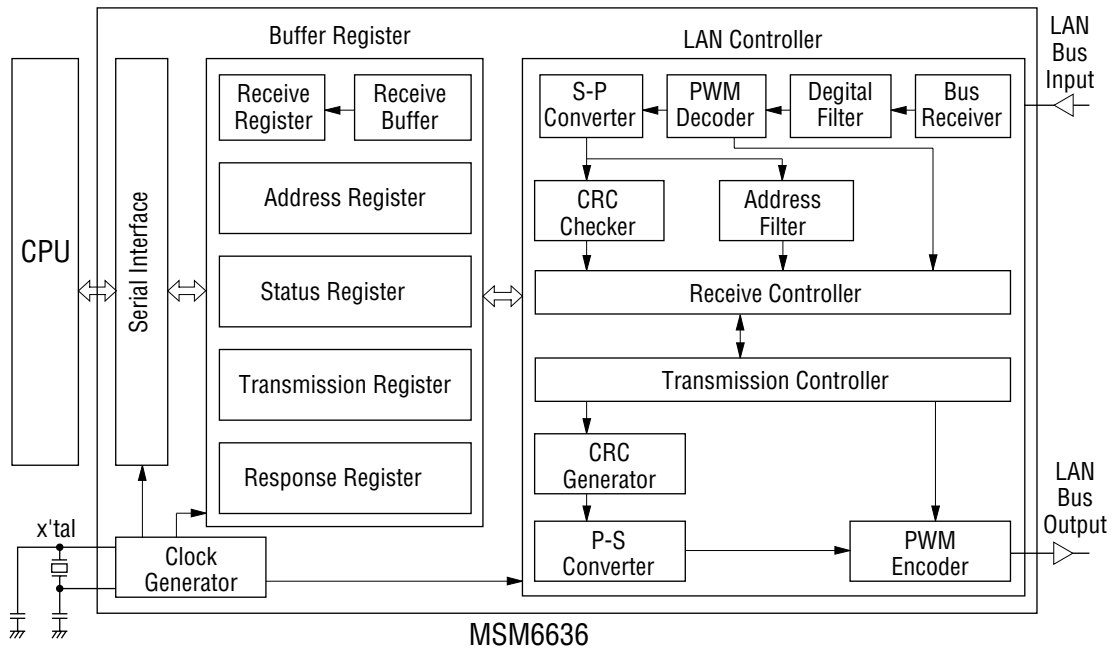 Buffer Register
LAN Controller
LAN
Bus
Input
CPU
Serial Interface
Receive
Register
Receive
Buffer
Address Register
Status Register
Transmission Register
Response Register
S-P
Converter
PWM
Decoder
Degital
Filter
Bus
Receiver
CRC
Checker
Address
Filter
Receive Controller
Transmission Controller
CRC
Generator
P-S
Converter
PWM
Encoder
LAN
Bus
Output
x'tal
Clock
Generator
MSM6636